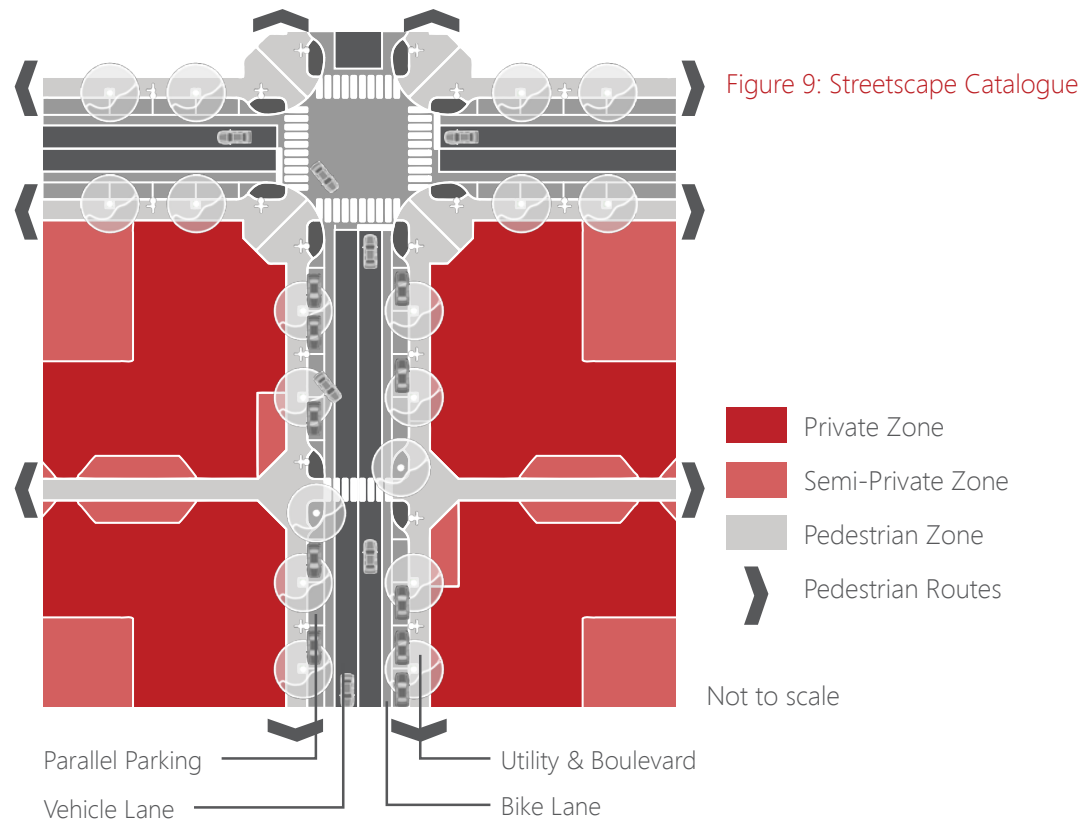 Figure 9: Streetscape Catalogue
Private Zone
Semi-Private Zone
Pedestrian Zone
Pedestrian Routes
Not to scale
Parallel Parking
Utility & Boulevard
Vehicle Lane
Bike Lane